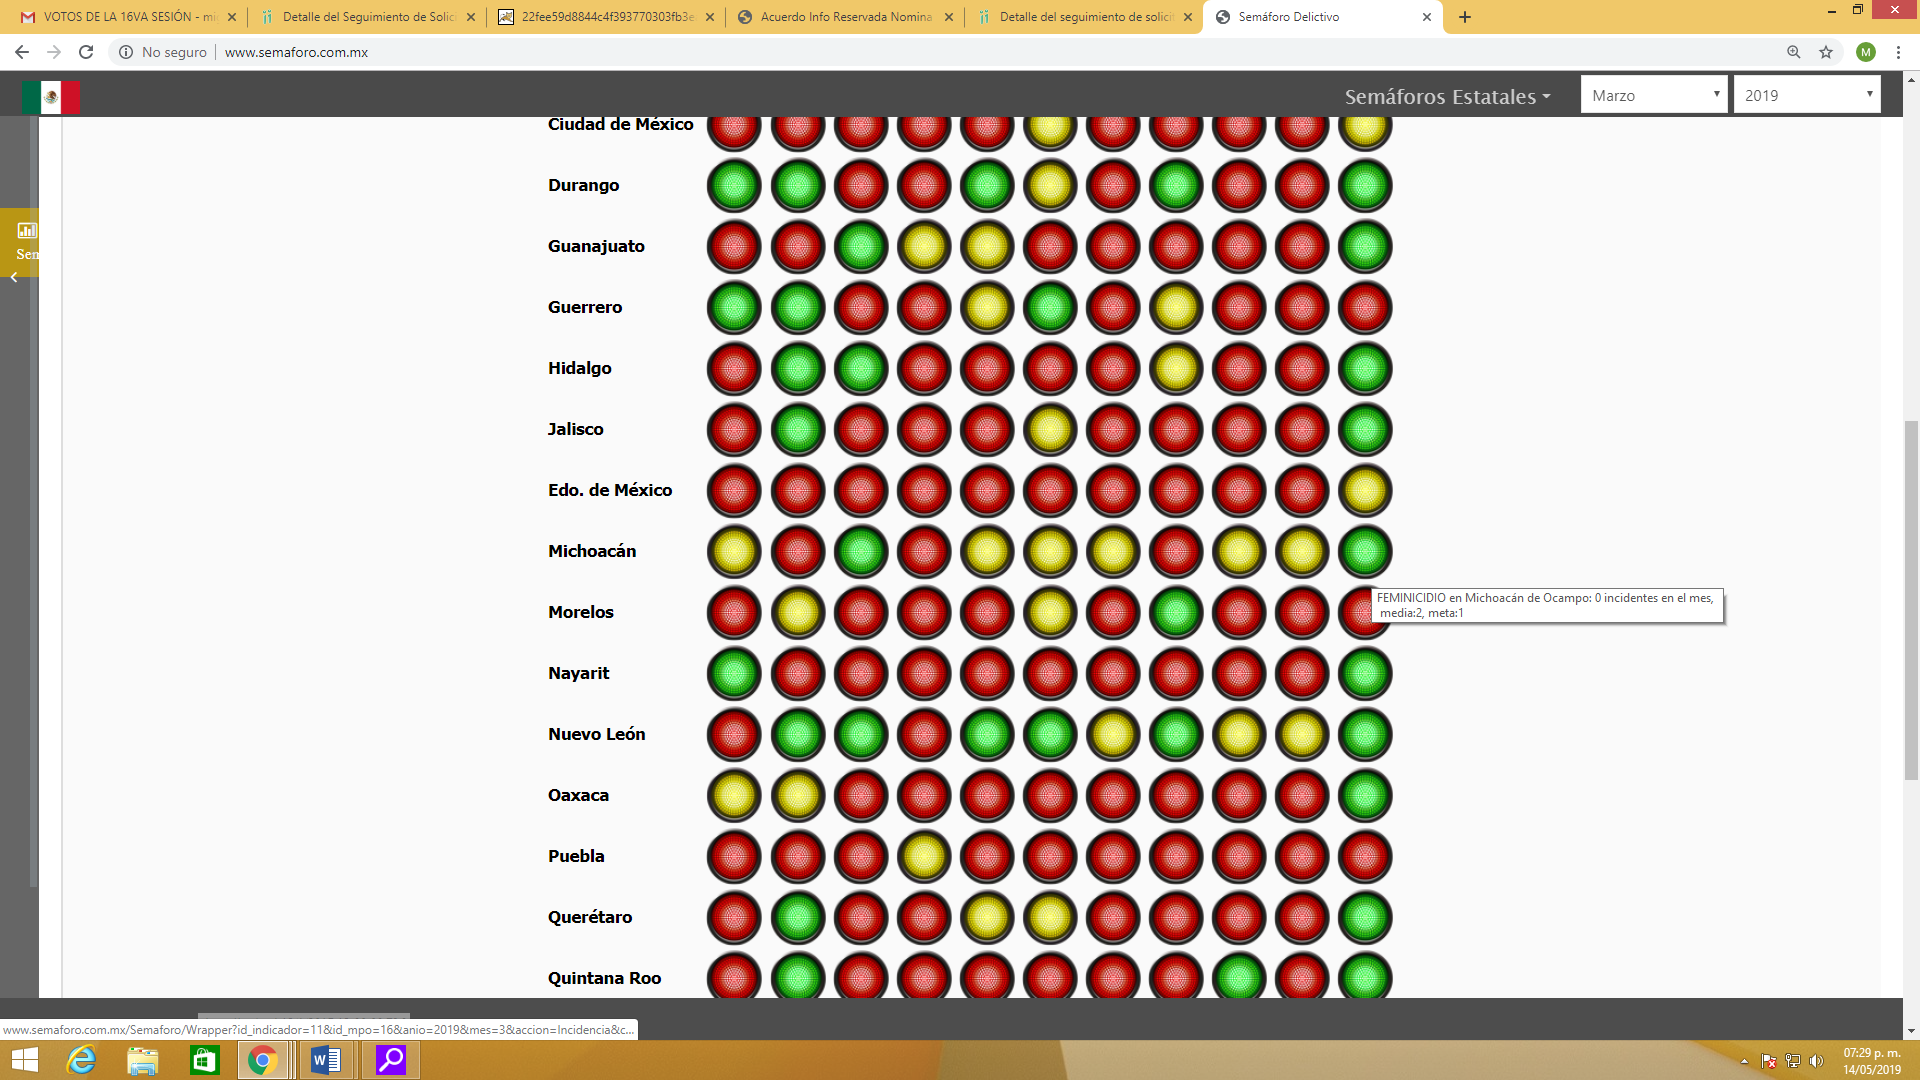 VOTOS DE LA 16VA SESIÓN - mi
Detalle del Seguimiento de Solici
22fee59d8844c4f393770303fb3e
Acuerdo Info Reservada Nomina
Detalle del seguimiento de solicit
Semáforo Delictivo
No seguro
www.semaforo.com.mx
M
Semáforos Estatales
Marzo
2019
Sen
Ciudad de México
Durango
Guanajuato
Guerrero
Hidalgo
Jalisco
Edo. de México
Michoacán
Morelos
FEMINICIDIO en Michoacán de Ocampo: 0 incidentes en el mes,
media:2, meta:1
Nayarit
Nuevo León
Oaxaca
Puebla
Querétaro
Quintana Roo
www.semaforo.com.mx/Semaforo/Wrapper?id_indicador=11&id_mpo=16&anio=2019&mes=3&accion=Incidencia&c...
07:29 p. m.
14/05/2019